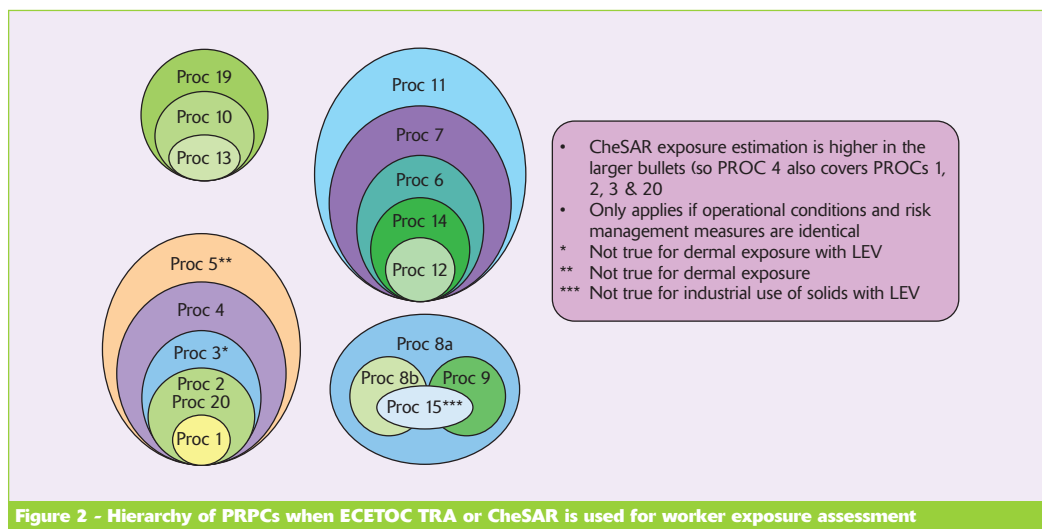 Proc 19
Proc 10
Proc 13
Proc 11
Proc 7
Proc 6
Proc 14
Proc 12
Proc 5**
Proc 4
Proc 3*
Proc 2
Proc 20
Proc 1
Proc 8a
Proc 8b
Proc 9
Proc 15***
• CheSAR exposure estimation is higher in the
larger bullets (so PROC 4 also covers PROCs 1,
2, 3 & 20
• Only applies if operational conditions and risk
management measures are identical
* Not true for dermal exposure with LEV
** Not true for dermal exposure
*** Not true for industrial use of solids with LEV
Figure 2 - Hierarchy of PRPCs when ECETOC TRA or CheSAR is used for worker exposure assessment